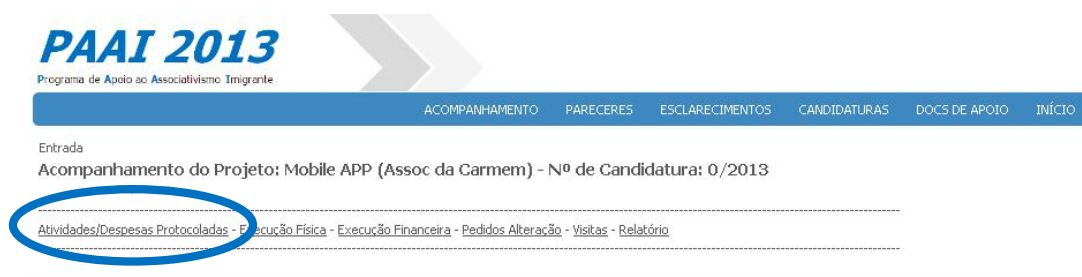 PAAI 2013
Programa de Apoio ao Associativismo Imigrante
ACOMPANHAMENTO PARECERES ESCLARECIMENTOS CANDIDATURAS DOCS DE APOIO INÍCIO
Entrada
Acompanhamento do Projeto: Mobile APP (Assoc da Carmem) - Nº de Candidatura: 0/2013
Atividades/Despesas Protocoladas - Execução Física - Execução Financeira - Pedidos Alteração - Visitas - Relatório